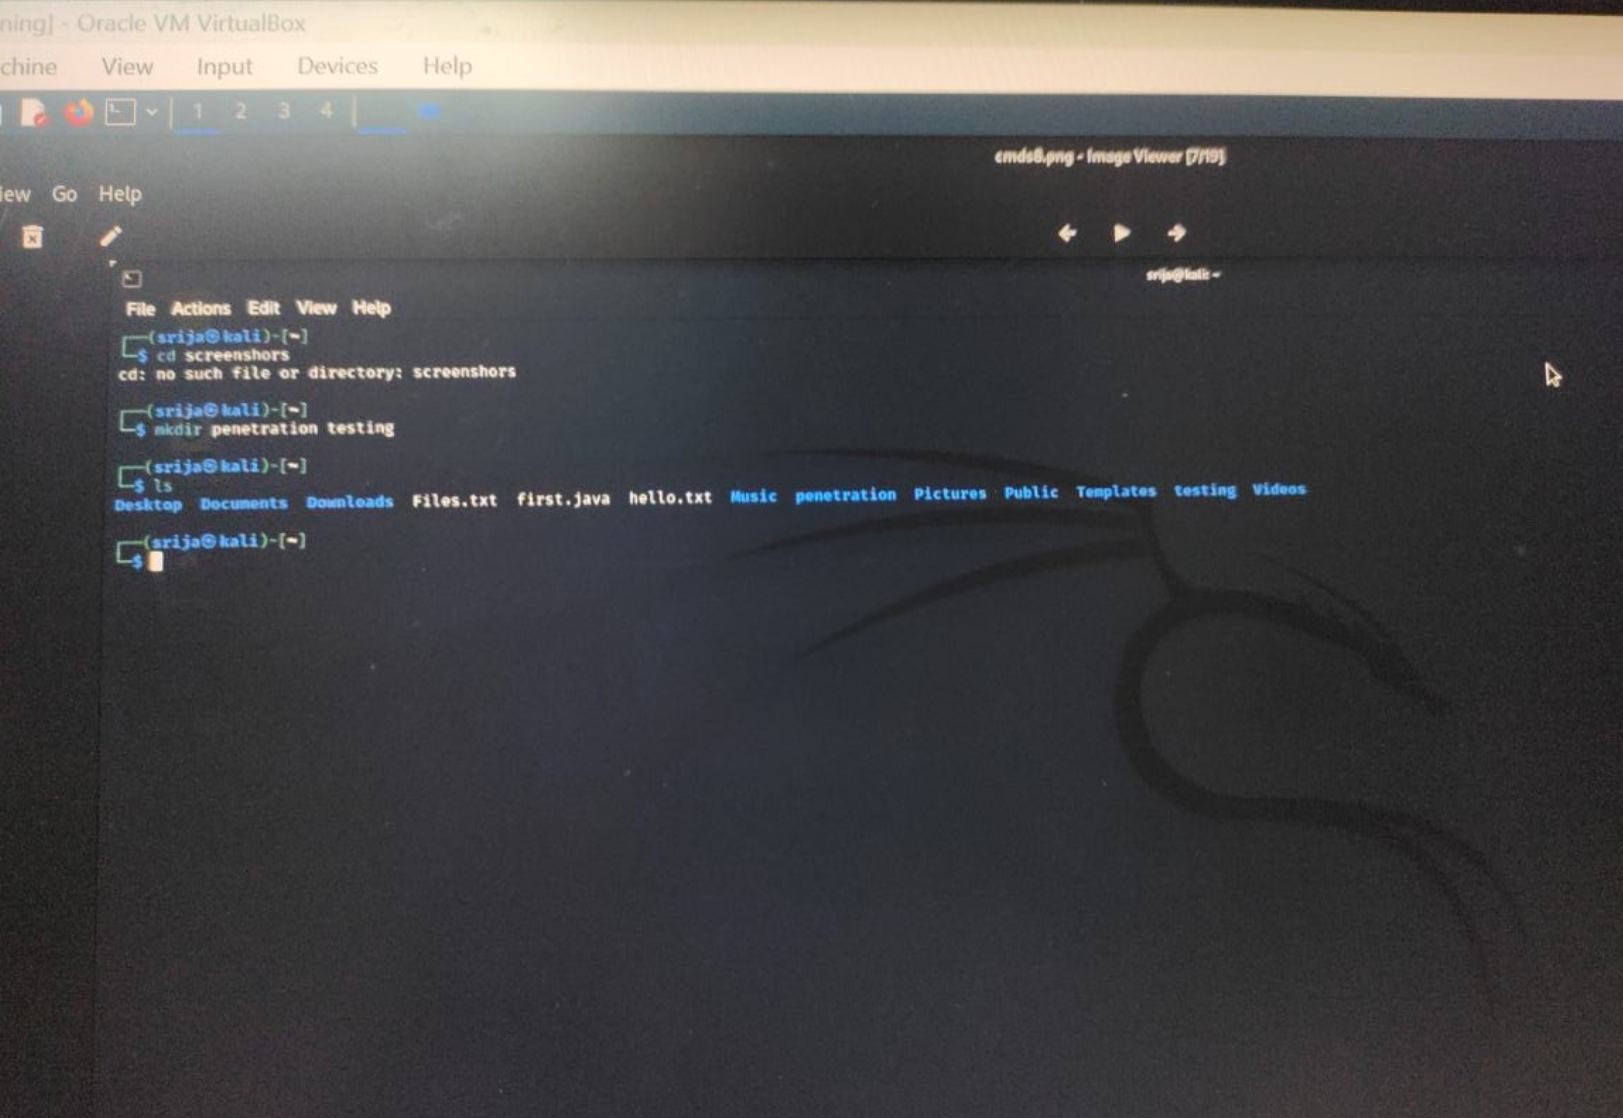 ning] - Oracle VM VirtualBox
chine View Input Devices Help
1 2 3 4
cmds8.png - Image Viewer [7/19]
iew Go Help
srija@kali: ~
File Actions Edit View Help
(srija㉿kali)-[~]
$ cd screenshors
cd: no such file or directory: screenshors
(srija㉿kali)-[~]
$ mkdir penetration testing
(srija㉿kali)-[~]
$ ls
Desktop Documents Downloads Files.txt first.java hello.txt Music penetration Pictures Public Templates testing Videos
(srija㉿kali)-[~]
$